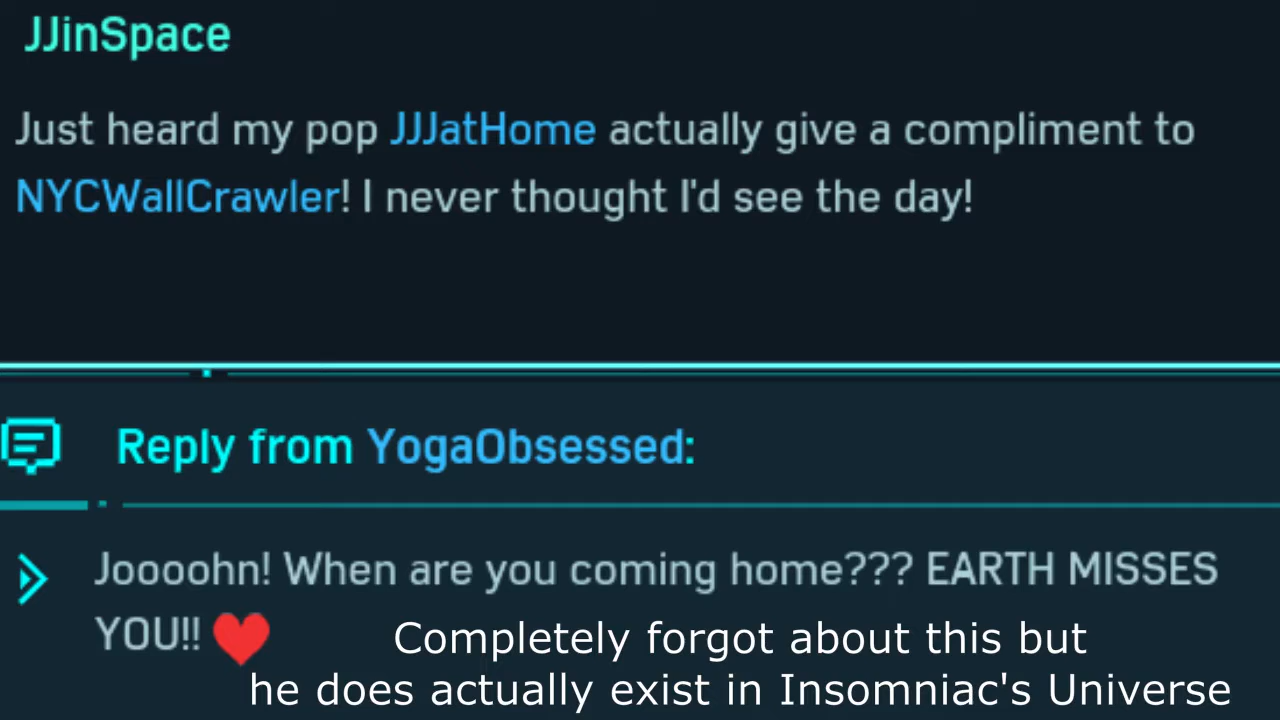 JJinSpace
Just heard my pop JJJatHome actually give a compliment to
NYCWallCrawler! I never thought I'd see the day!
Reply from YogaObsessed:
Joooohn! When are you coming home??? EARTH MISSES
YOU!! ❤
Completely forgot about this but
he does actually exist in Insomniac's Universe